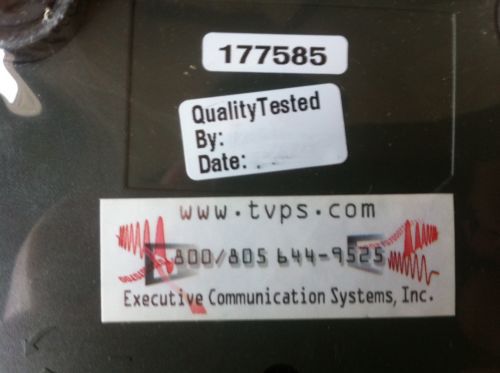 177585
QualityTested
By:
Date:
www.tvps.com
800/805 644-9525
Executive Communication Systems, Inc.